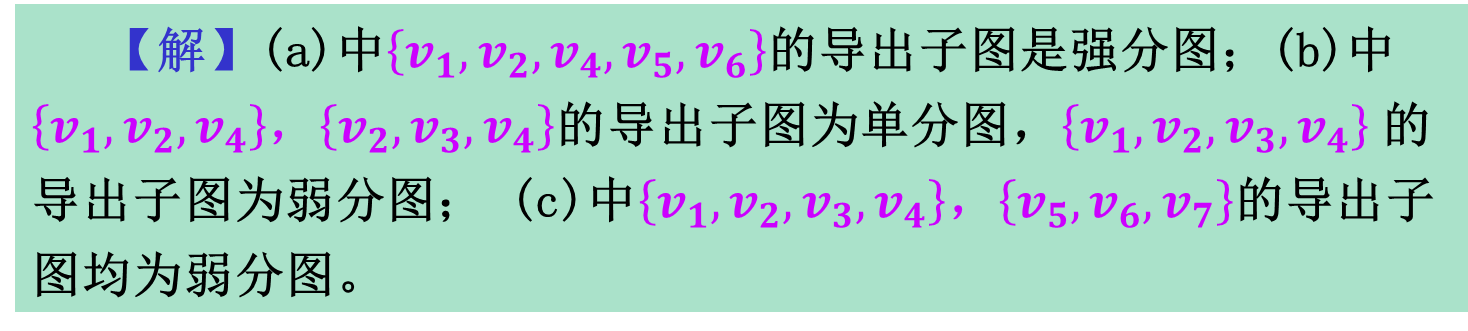 【解】(a)中{v₁, v₂, v₄, v₅, v₆}的导出子图是强分图；(b)中
{v₁, v₂, v₄}，{v₂, v₃, v₄}的导出子图为单分图，{v₁, v₂, v₃, v₄} 的
导出子图为弱分图； (c)中{v₁, v₂, v₃, v₄}，{v₅, v₆, v₇}的导出子
图均为弱分图。